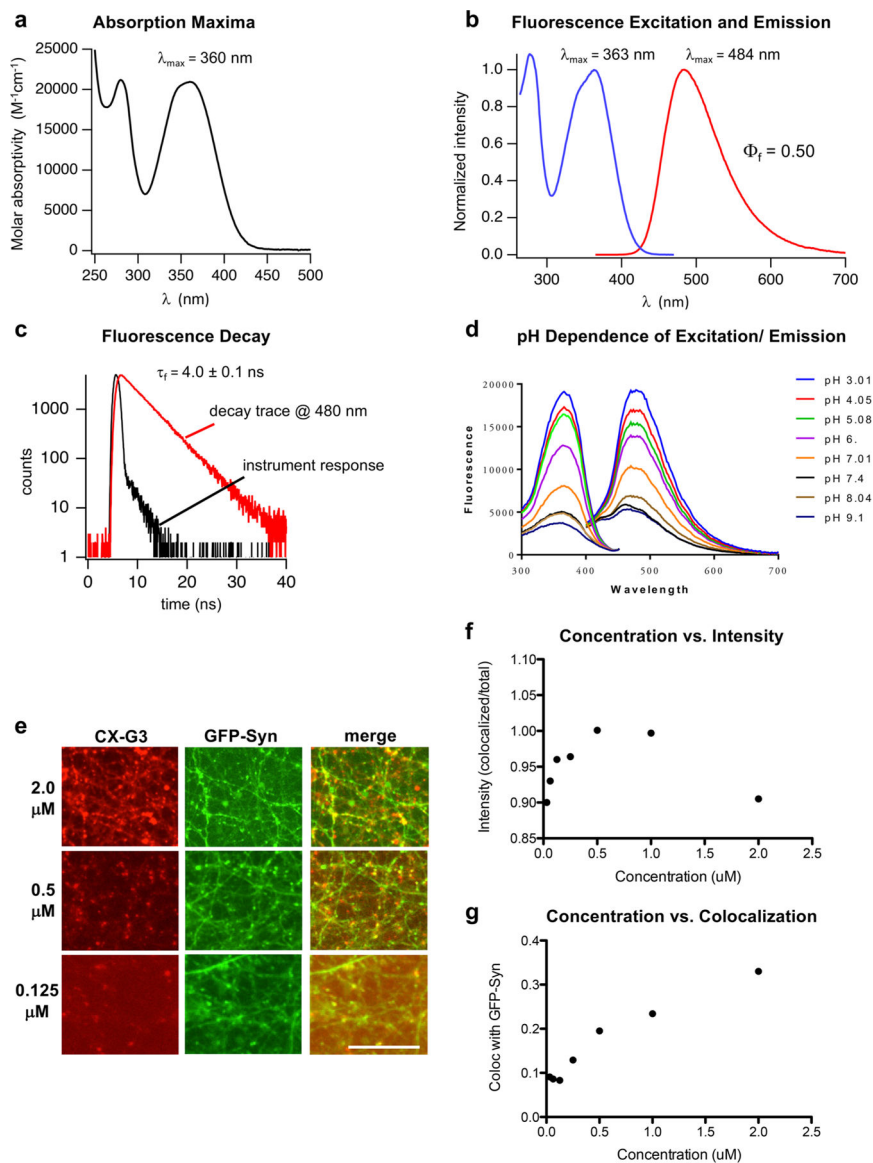 a
Absorption Maxima
λmax = 360 nm
Molar absorptivity (M-1cm-1)
25000
20000
15000
10000
5000
0
250 300 350 400 450 500
λ (nm)
b
Fluorescence Excitation and Emission
λmax = 363 nm
λmax = 484 nm
Φf = 0.50
Normalized intensity
1.0
0.8
0.6
0.4
0.2
0.0
300 400 500 600 700
λ (nm)
c
Fluorescence Decay
τf = 4.0 ± 0.1 ns
decay trace @ 480 nm
instrument response
counts
1000
100
10
1
0 10 20 30 40
time (ns)
d
pH Dependence of Excitation/ Emission
Fluorescence
20000
15000
10000
5000
0
300 400 500 600 700
Wavelength
pH 3.01
pH 4.05
pH 5.08
pH 6.
pH 7.01
pH 7.4
pH 8.04
pH 9.1
e
CX-G3 GFP-Syn merge
2.0
μM
0.5
μM
0.125
μM
f
Concentration vs. Intensity
Intensity (colocalized/total)
1.10
1.05
1.00
0.95
0.90
0.85
0.0 0.5 1.0 1.5 2.0 2.5
Concentration (uM)
g
Concentration vs. Colocalization
Coloc with GFP-Syn
0.4
0.3
0.2
0.1
0.0
0.0 0.5 1.0 1.5 2.0 2.5
Concentration (uM)